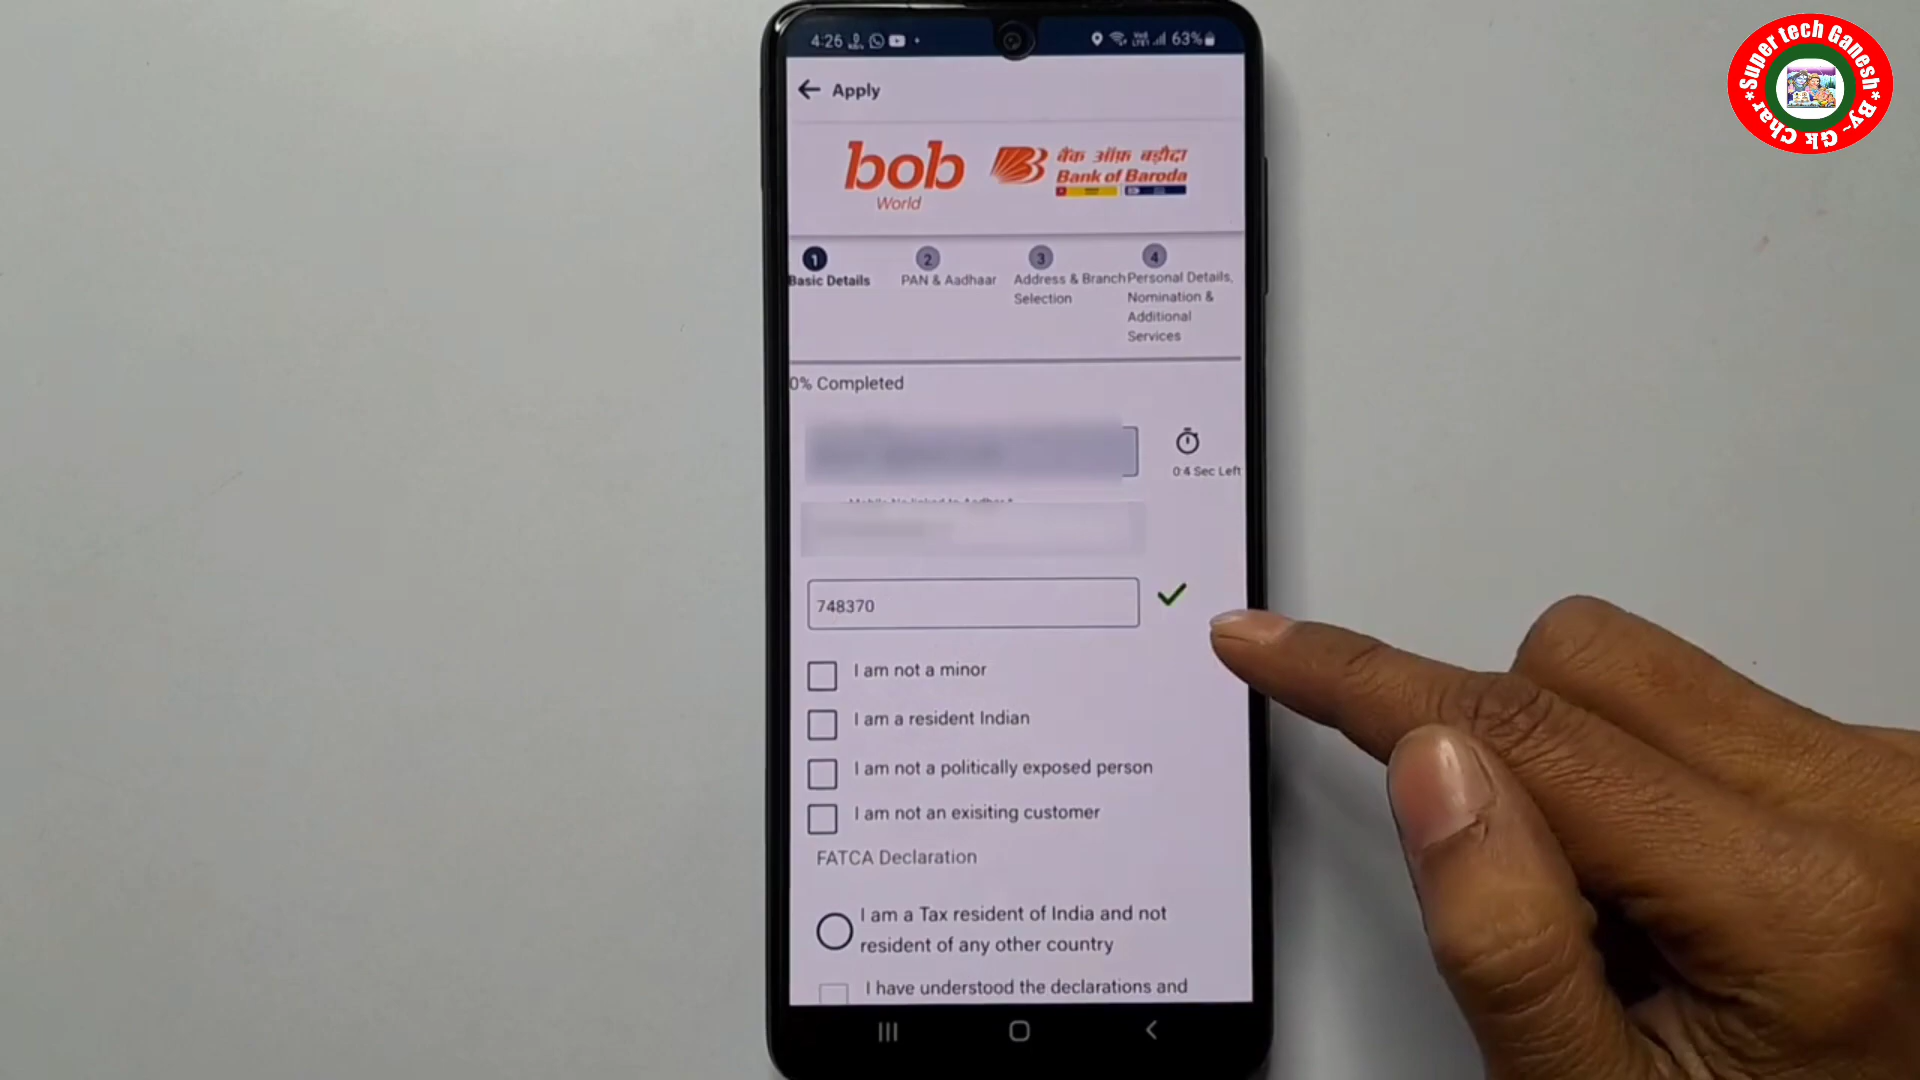 4:26
63%
Apply
bob
World
बैंक ऑफ़ बड़ौदा
Bank of Baroda
1
2
3
4
Basic Details
PAN & Aadhaar
Address & Branch
Selection
Personal Details,
Nomination &
Additional
Services
0% Completed
0:4 Sec Left
748370
I am not a minor
I am a resident Indian
I am not a politically exposed person
I am not an exisiting customer
FATCA Declaration
I am a Tax resident of India and not
resident of any other country
I have understood the declarations and
*Super tech Ganesh*
By- Gk Char